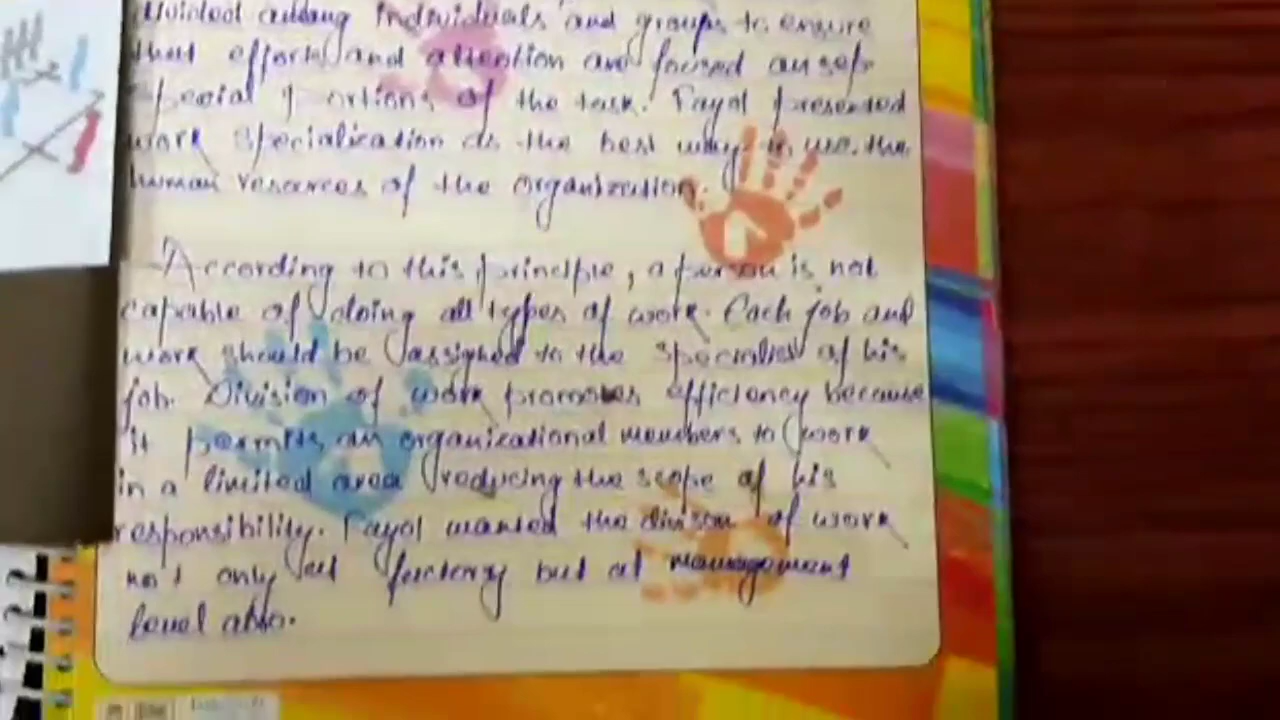 divided among individuals and groups to ensure
that effort and attention are focused on
special portions of the task. Fayol presented
work specialization as the best way to use the
human resources of the organization.
According to this principle, a person is not
capable of doing all types of work. Each job and
work should be assigned to the specialist of his
job. Division of work promotes efficiency because
it permits an organizational members to work
in a limited area reducing the scope of his
responsibility. Fayol wanted the divison of work
not only at factory but at management
level also.